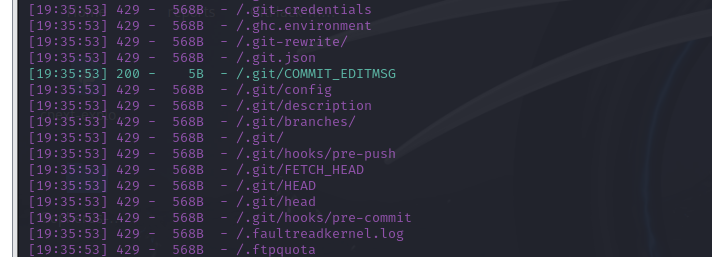 [19:35:53] 429 -  568B  - /.git-credentials
[19:35:53] 429 -  568B  - /.ghc.environment
[19:35:53] 429 -  568B  - /.git-rewrite/
[19:35:53] 429 -  568B  - /.git.json
[19:35:53] 200 -    5B  - /.git/COMMIT_EDITMSG
[19:35:53] 429 -  568B  - /.git/config
[19:35:53] 429 -  568B  - /.git/description
[19:35:53] 429 -  568B  - /.git/branches/
[19:35:53] 429 -  568B  - /.git/
[19:35:53] 429 -  568B  - /.git/hooks/pre-push
[19:35:53] 429 -  568B  - /.git/FETCH_HEAD
[19:35:53] 429 -  568B  - /.git/HEAD
[19:35:53] 429 -  568B  - /.git/head
[19:35:53] 429 -  568B  - /.git/hooks/pre-commit
[19:35:53] 429 -  568B  - /.faultreadkernel.log
[19:35:53] 429 -  568B  - /.ftpquota